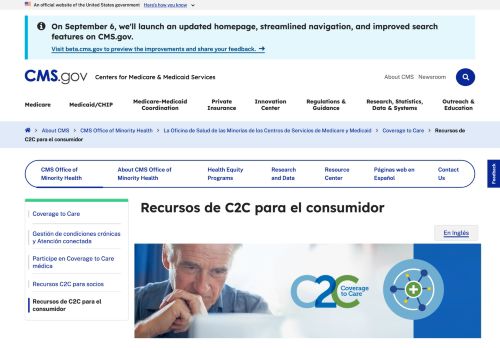 An official website of the United States government Here's how you know
On September 6, we'll launch an updated homepage, streamlined navigation, and improved search
features on CMS.gov.
Visit beta.cms.gov to preview the improvements and share your feedback.
CMS.gov Centers for Medicare & Medicaid Services
About CMS Newsroom
Medicare
Medicaid/CHIP
Medicare-Medicaid
Coordination
Private
Insurance
Innovation
Center
Regulations &
Guidance
Research, Statistics,
Data & Systems
Outreach &
Education
About CMS CMS Office of Minority Health La Oficina de Salud de las Minorías de los Centros de Servicios de Medicare y Medicaid Coverage to Care Recursos de
C2C para el consumidor
Feedback
CMS Office of
Minority Health
About CMS Office of
Minority Health
Health Equity
Programs
Research
and Data
Resource
Center
Páginas web en
Español
Contact
Us
Coverage to Care
Gestión de condiciones crónicas
y Atención conectada
Participe en Coverage to Care
médica
Recursos C2C para socios
Recursos de C2C para el
consumidor
Recursos de C2C para el consumidor
En Inglés
C2C Coverage
to Care